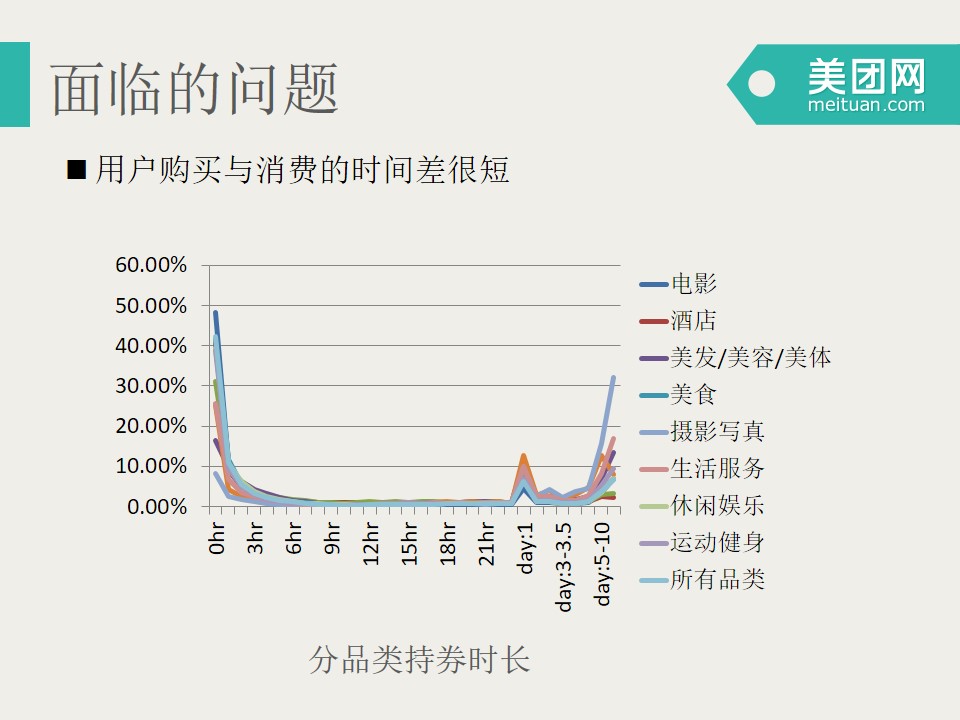 面临的问题
美团网
meituan.com
■ 用户购买与消费的时间差很短
60.00%
50.00%
40.00%
30.00%
20.00%
10.00%
0.00%
0hr
3hr
6hr
9hr
12hr
15hr
18hr
21hr
day:1
day:3-3.5
day:5-10
电影
酒店
美发/美容/美体
美食
摄影写真
生活服务
休闲娱乐
运动健身
所有品类
分品类持券时长